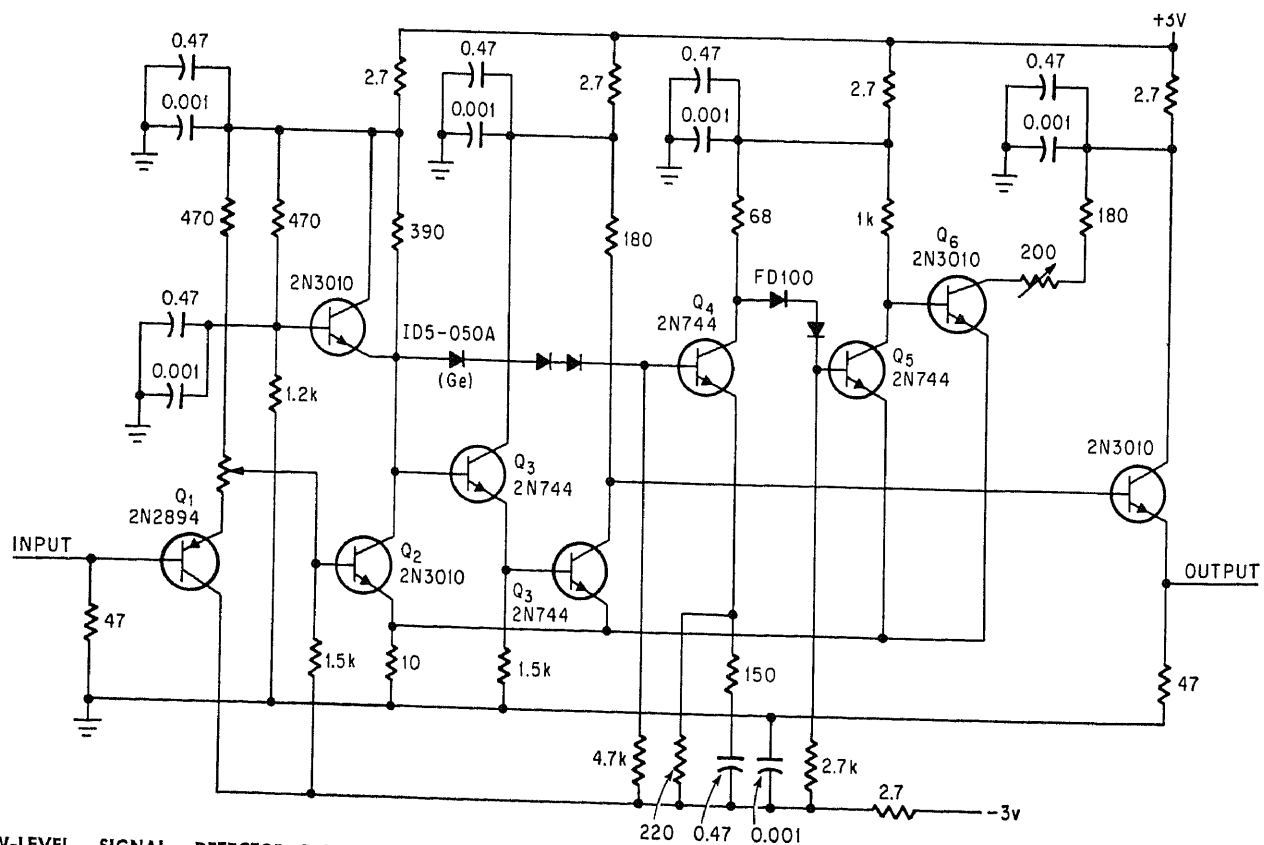 +3V
0.47
0.001
2.7
0.47
0.001
2.7
0.47
0.001
2.7
0.47
0.001
2.7
470
470
390
180
68
1k
180
Q6
2N3010
200
2N3010
0.47
0.001
ID5-050A
(Ge)
FD100
Q4
2N744
Q5
2N744
1.2k
Q3
2N744
2N3010
Q1
2N2894
INPUT
Q2
2N3010
Q3
2N744
OUTPUT
47
1.5k
10
1.5k
150
47
4.7k
2.7k
2.7
-3v
220
0.47
0.001
SIGNAL